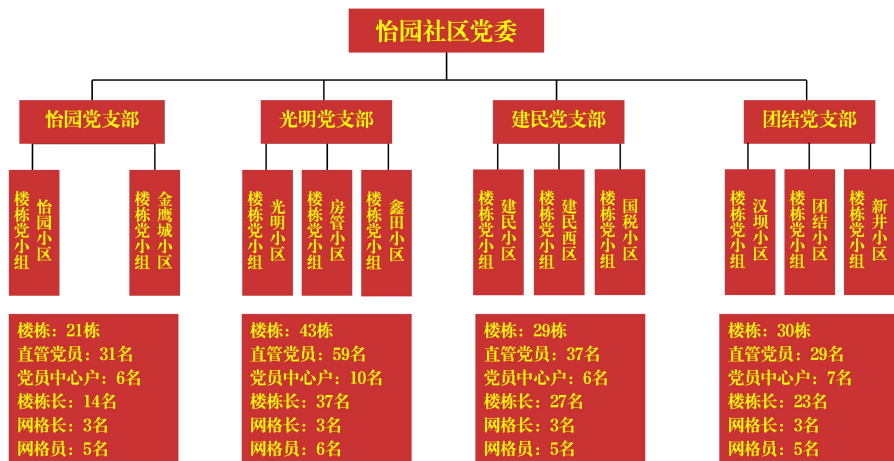 怡园社区党委
怡园党支部
光明党支部
建民党支部
团结党支部
怡园小区
楼栋党小组
金鹰城小区
楼栋党小组
光明小区
楼栋党小组
房管小区
楼栋党小组
鑫田小区
楼栋党小组
建民小区
楼栋党小组
建民西区
楼栋党小组
国税小区
楼栋党小组
汉坝小区
楼栋党小组
团结小区
楼栋党小组
新井小区
楼栋党小组
楼栋：21栋
直管党员：31名
党员中心户：6名
楼栋长：14名
网格长：3名
网格员：5名
楼栋：43栋
直管党员：59名
党员中心户：10名
楼栋长：37名
网格长：3名
网格员：6名
楼栋：29栋
直管党员：37名
党员中心户：6名
楼栋长：27名
网格长：3名
网格员：5名
楼栋：30栋
直管党员：29名
党员中心户：7名
楼栋长：23名
网格长：3名
网格员：5名